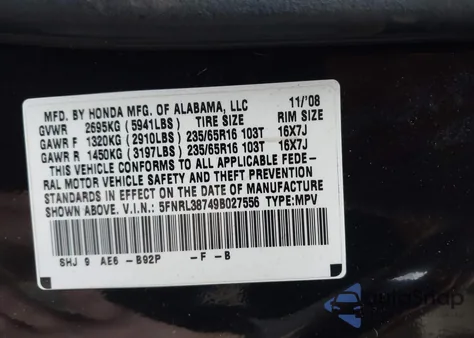 MFD. BY HONDA MFG. OF ALABAMA, LLC 11/'08
GVWR 2695KG (5941LBS) TIRE SIZE RIM SIZE
GAWR F 1320KG (2910LBS) 235/65R16 103T 16X7J
GAWR R 1450KG (3197LBS) 235/65R16 103T 16X7J
THIS VEHICLE CONFORMS TO ALL APPLICABLE FEDE-
RAL MOTOR VEHICLE SAFETY AND THEFT PREVENTION
STANDARDS IN EFFECT ON THE DATE OF MANUFACTURE
SHOWN ABOVE. V.I.N.: 5FNRL38749B027556 TYPE:MPV
SHJ 9 AE6 -B92P -F -B
AutoSnap